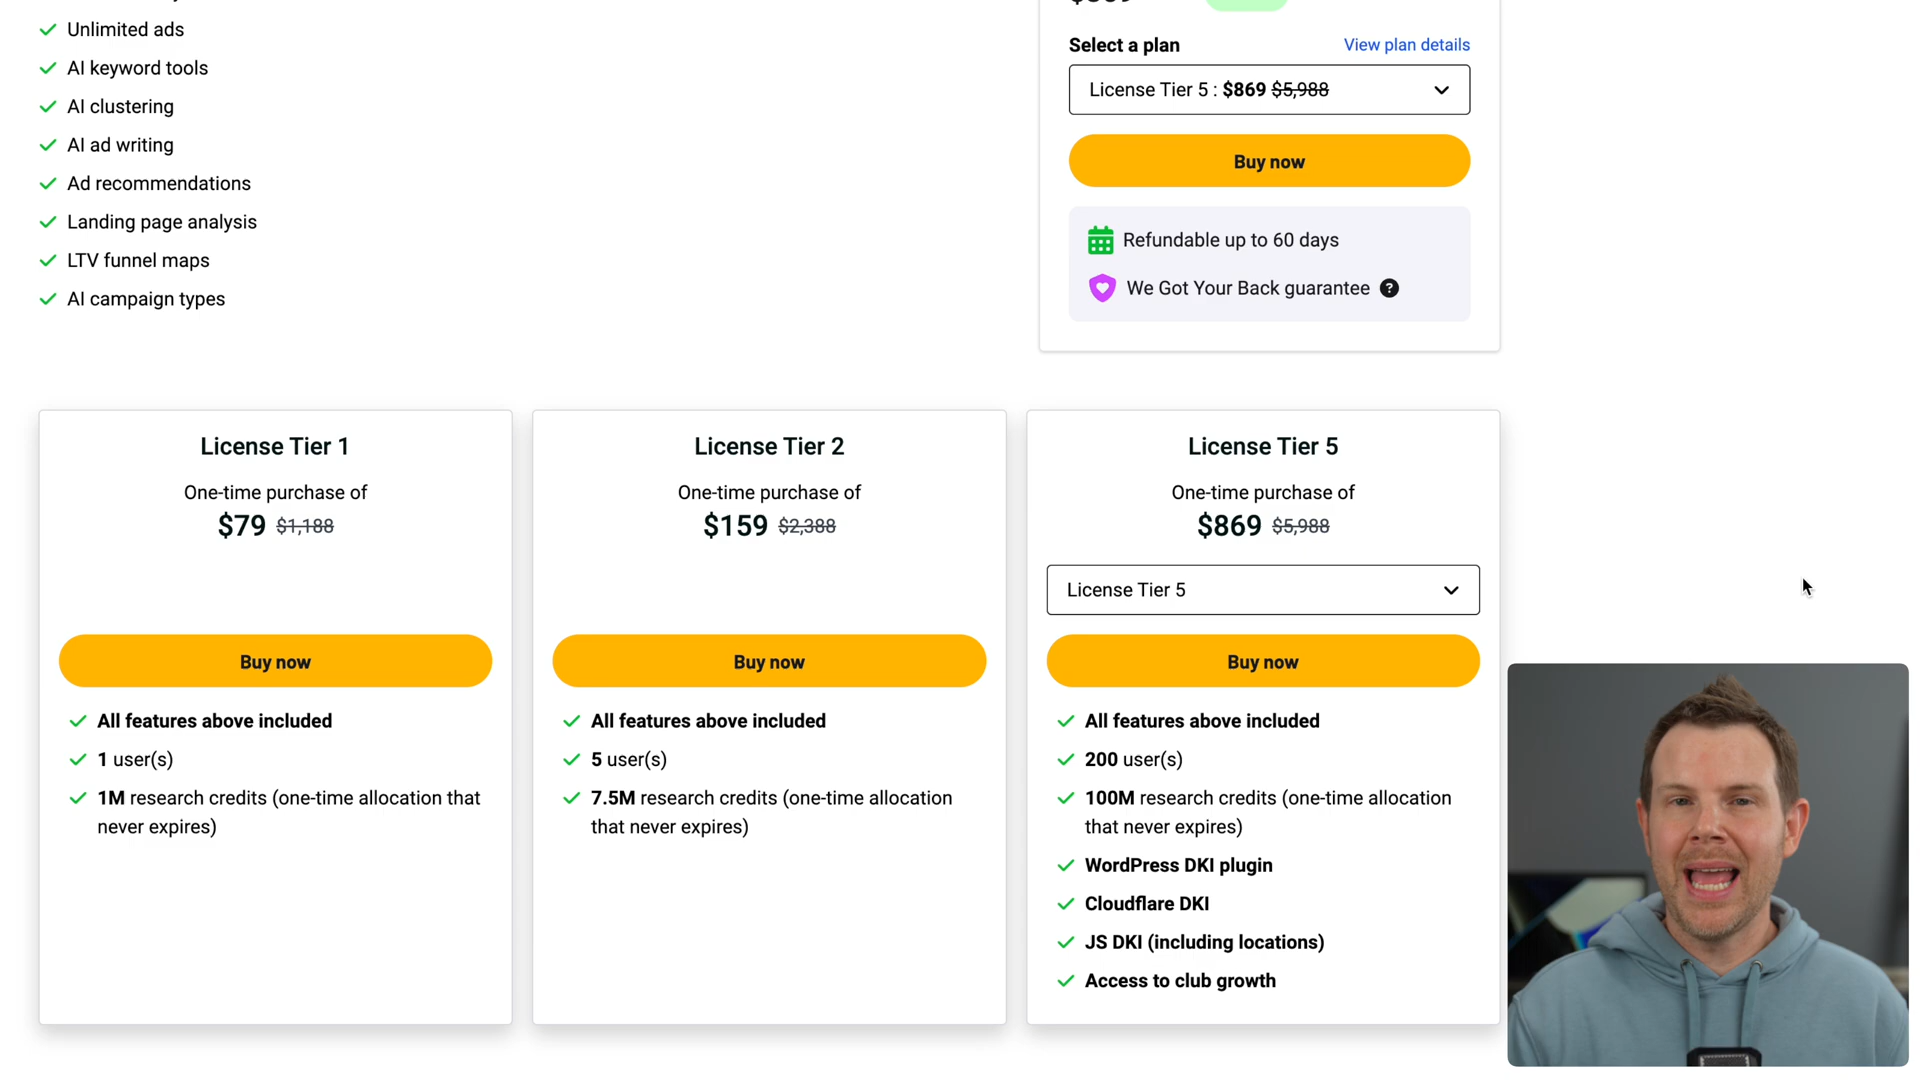 Unlimited ads
AI keyword tools
AI clustering
AI ad writing
Ad recommendations
Landing page analysis
LTV funnel maps
AI campaign types
Select a plan
View plan details
License Tier 5 : $869 $5,988
Buy now
Refundable up to 60 days
We Got Your Back guarantee ?
License Tier 1
One-time purchase of
$79 $1,188
Buy now
All features above included
1 user(s)
1M research credits (one-time allocation that
never expires)
License Tier 2
One-time purchase of
$159 $2,388
Buy now
All features above included
5 user(s)
7.5M research credits (one-time allocation
that never expires)
License Tier 5
One-time purchase of
$869 $5,988
License Tier 5
Buy now
All features above included
200 user(s)
100M research credits (one-time allocation
that never expires)
WordPress DKI plugin
Cloudflare DKI
JS DKI (including locations)
Access to club growth